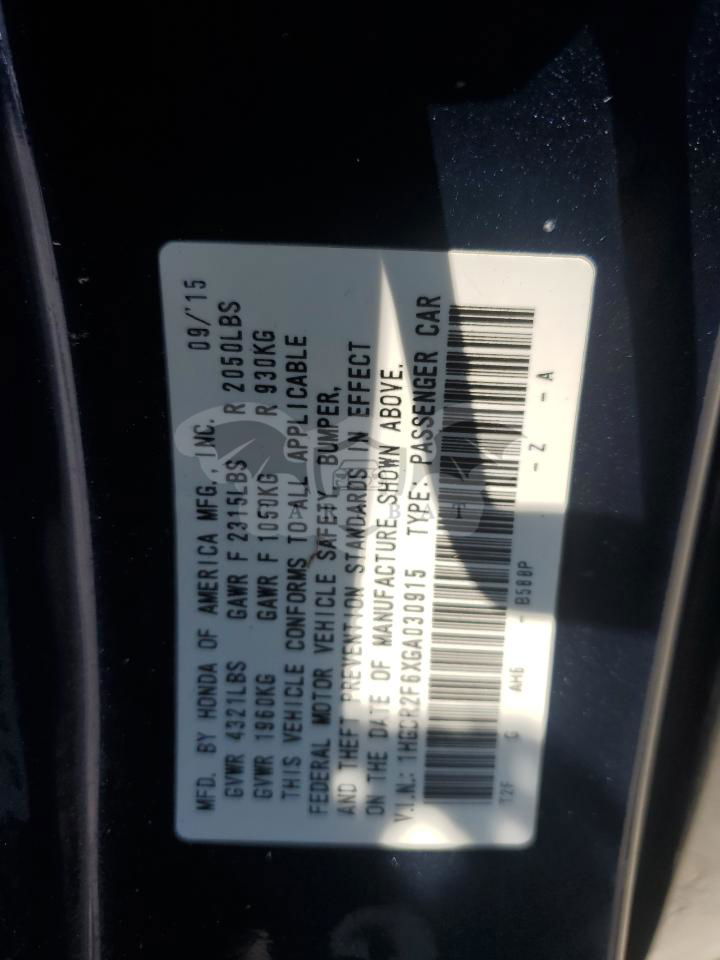 MFD. BY HONDA OF AMERICA MFG.,INC. 09/'15
GVWR 4321LBS GAWR F 2315LBS R 2050LBS
GVWR 1960KG GAWR F 1050KG R 930KG
THIS VEHICLE CONFORMS TO ALL APPLICABLE
FEDERAL MOTOR VEHICLE SAFETY, BUMPER,
AND THEFT PREVENTION STANDARDS IN EFFECT
ON THE DATE OF MANUFACTURE SHOWN ABOVE.
V.I.N.: 1HGCR2F6XGA030915 TYPE: PASSENGER CAR
T2F G AH6 - B588P - Z - A